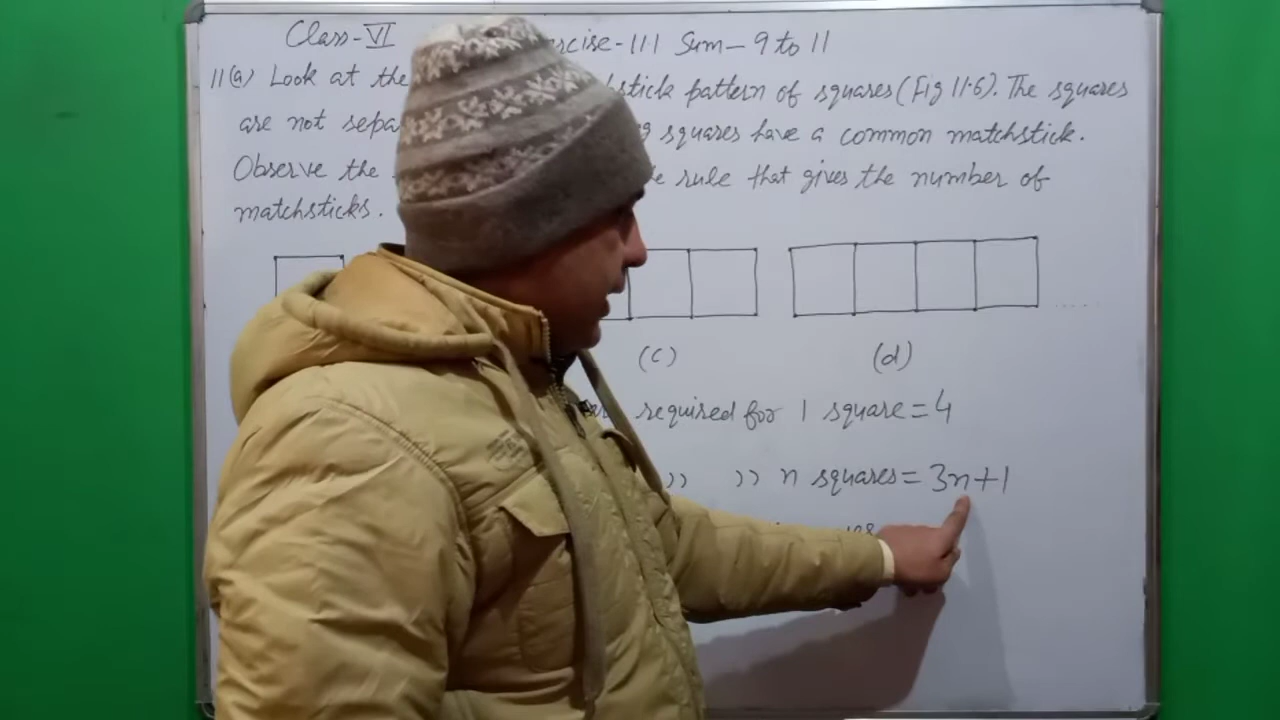 Class-VI Exercise-11.1 Sum-9 to 11
11(a) Look at the stick pattern of squares (Fig 11.6). The squares
are not squares have a common matchstick.
Observe the rule that gives the number of
matchsticks.
(c) (d)
required for 1 square = 4
" " n squares = 3n+1